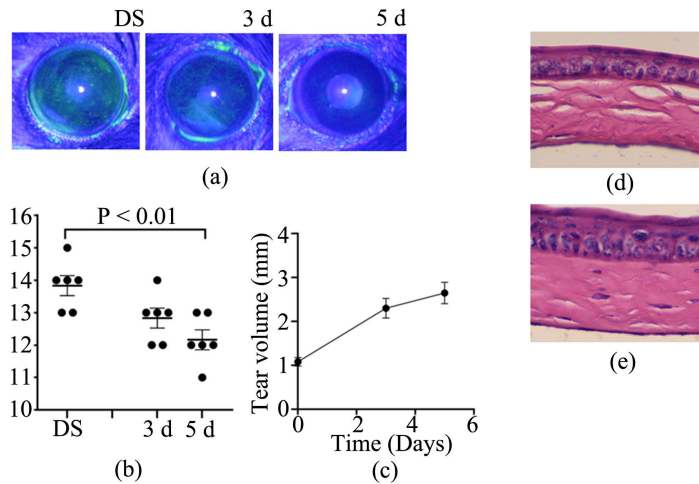 DS 3 d 5 d
(a)
P < 0.01
16
15
14
13
12
11
10
DS 3 d 5 d
(b)
Tear volume (mm)
4
3
2
1
0
0 2 4 6
Time (Days)
(c)
(d)
(e)